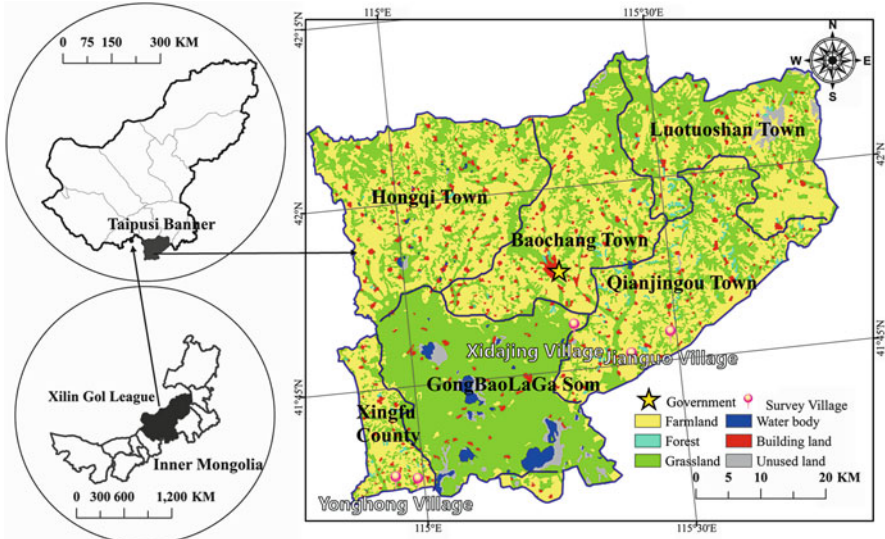 0 75 150 300 KM
Taipusi Banner
Xilin Gol League
Inner Mongolia
0 300 600 1,200 KM
115°E 115°30'E
42°15'N
42°N
41°45'N
42°N
41°45'N
N
W E
S
Luotuoshan Town
Hongqi Town
Baochang Town
Qianjingou Town
Xidajing Village
Jianguo Village
GongBaoLaGa Som
Xingfu
County
Yonghong Village
Government Survey Village
Farmland Water body
Forest Building land
Grassland Unused land
0 10 20 KM
115°E 115°30'E